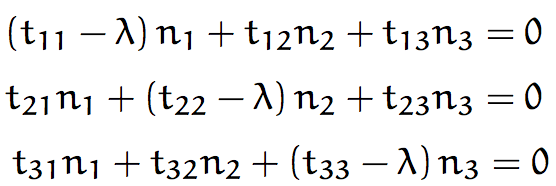 (t₁₁ − λ) n₁ + t₁₂n₂ + t₁₃n₃ = 0
t₂₁n₁ + (t₂₂ − λ) n₂ + t₂₃n₃ = 0
t₃₁n₁ + t₃₂n₂ + (t₃₃ − λ) n₃ = 0